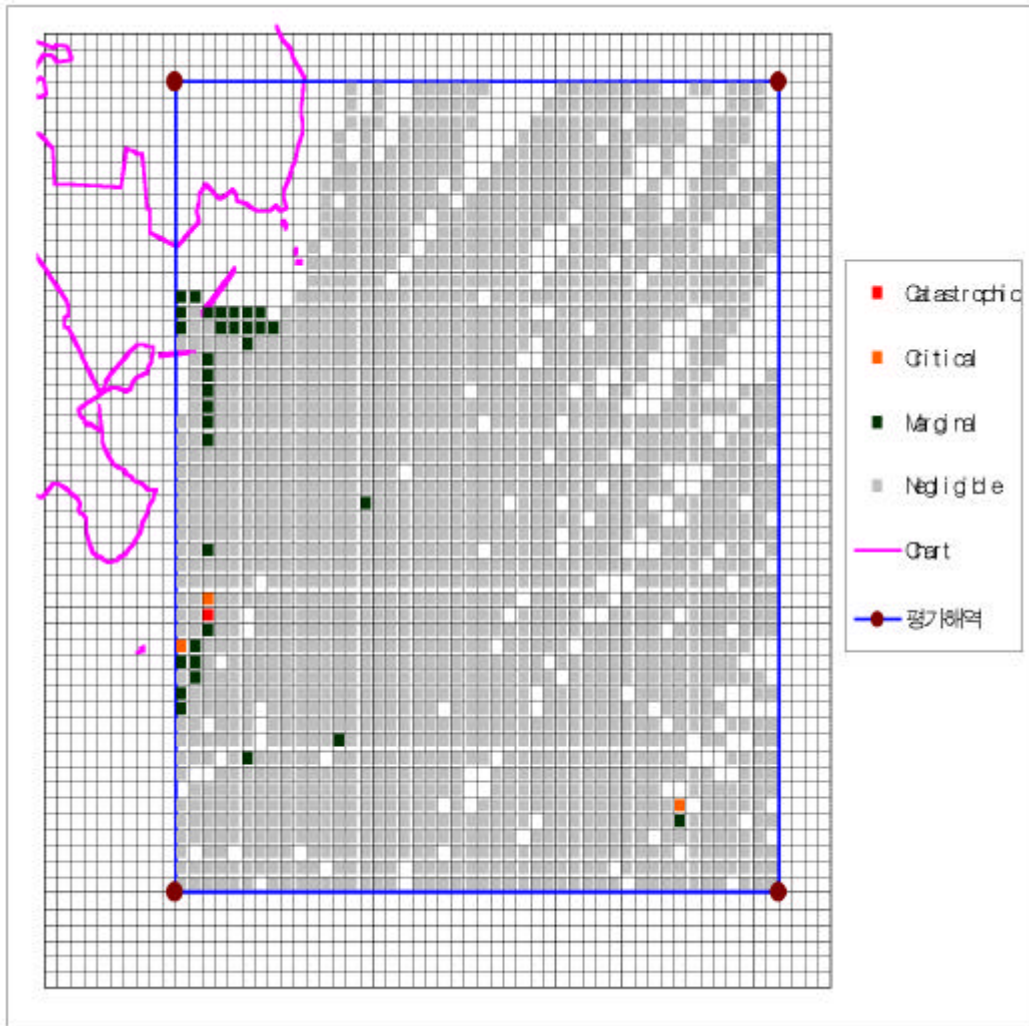 Catastrophic
Critical
Marginal
Negligible
Chart
평가해역